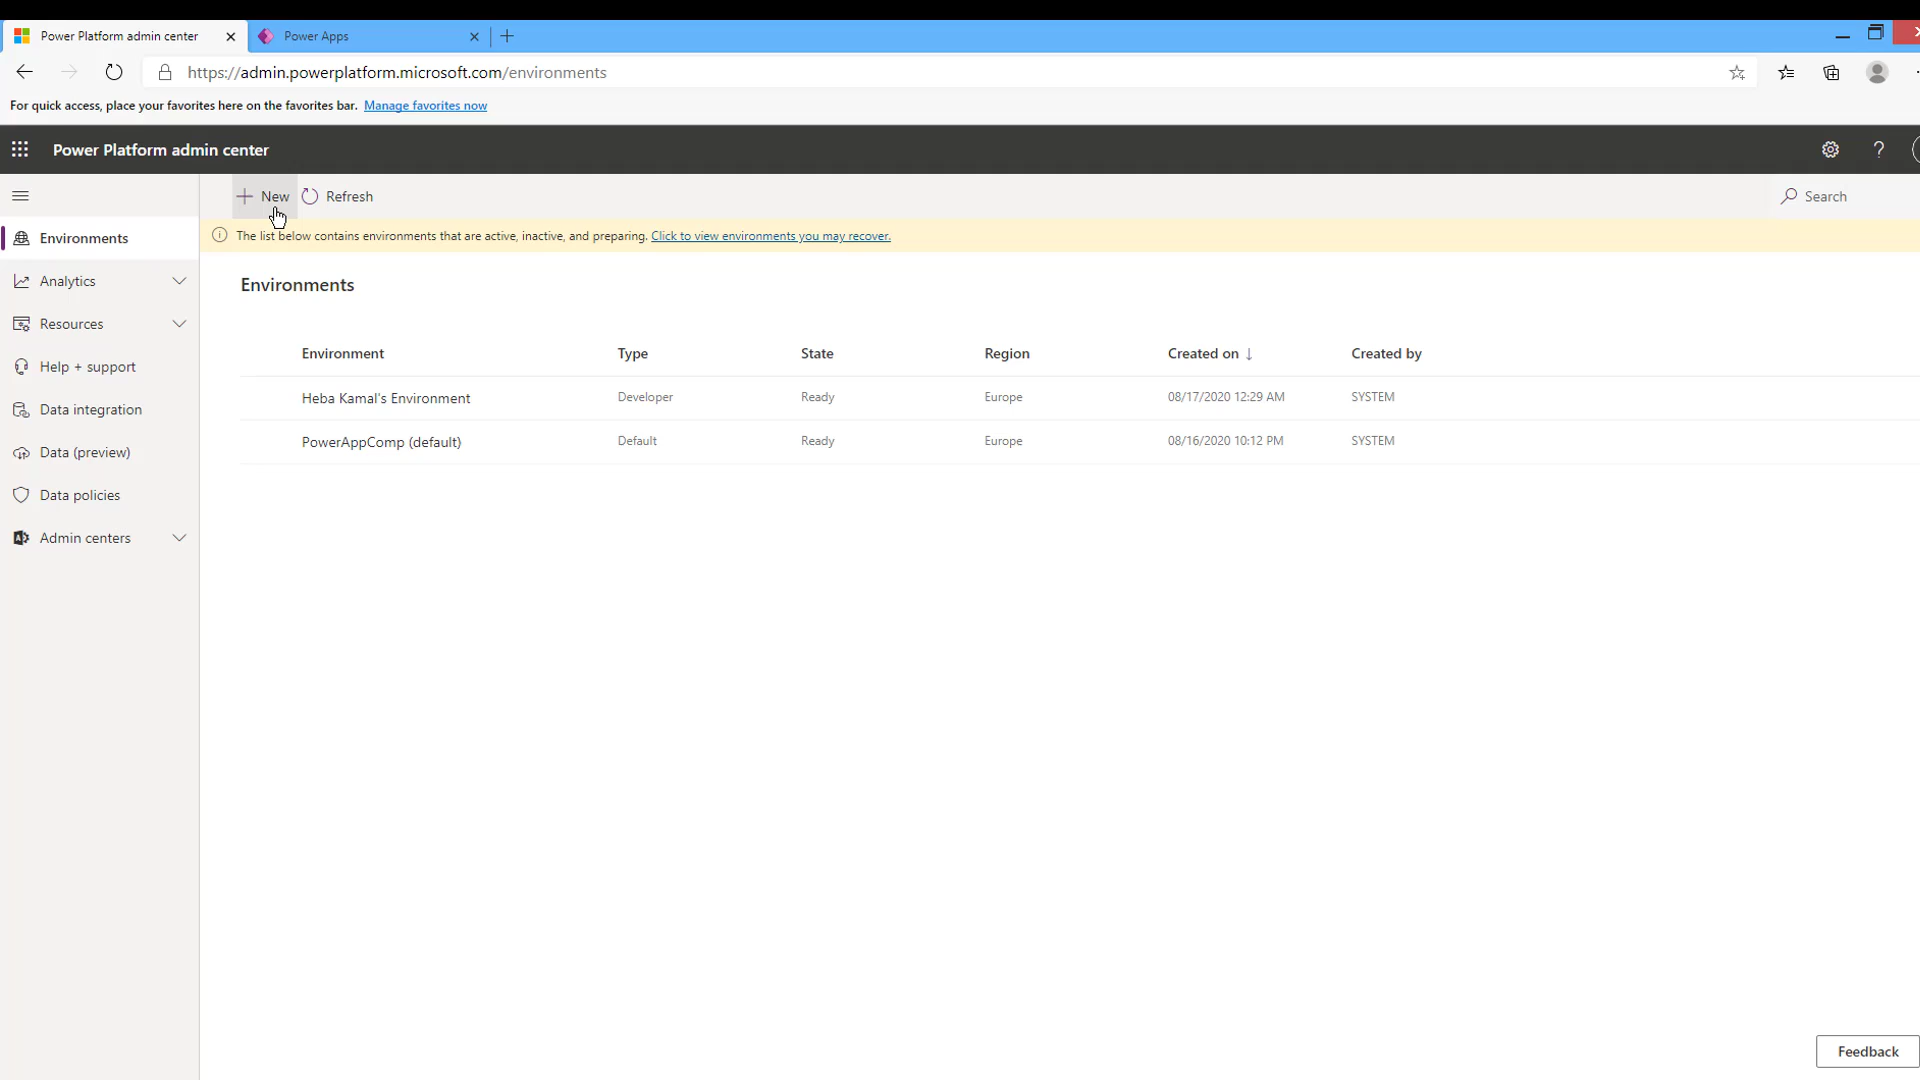 Power Platform admin center
Power Apps
https://admin.powerplatform.microsoft.com/environments
For quick access, place your favorites here on the favorites bar. Manage favorites now
Power Platform admin center
New Refresh Search
The list below contains environments that are active, inactive, and preparing. Click to view environments you may recover.
Environments
Analytics
Resources
Help + support
Data integration
Data (preview)
Data policies
Admin centers
Environments
Environment Type State Region Created on ↓ Created by
Heba Kamal's Environment Developer Ready Europe 08/17/2020 12:29 AM SYSTEM
PowerAppComp (default) Default Ready Europe 08/16/2020 10:12 PM SYSTEM
Feedback